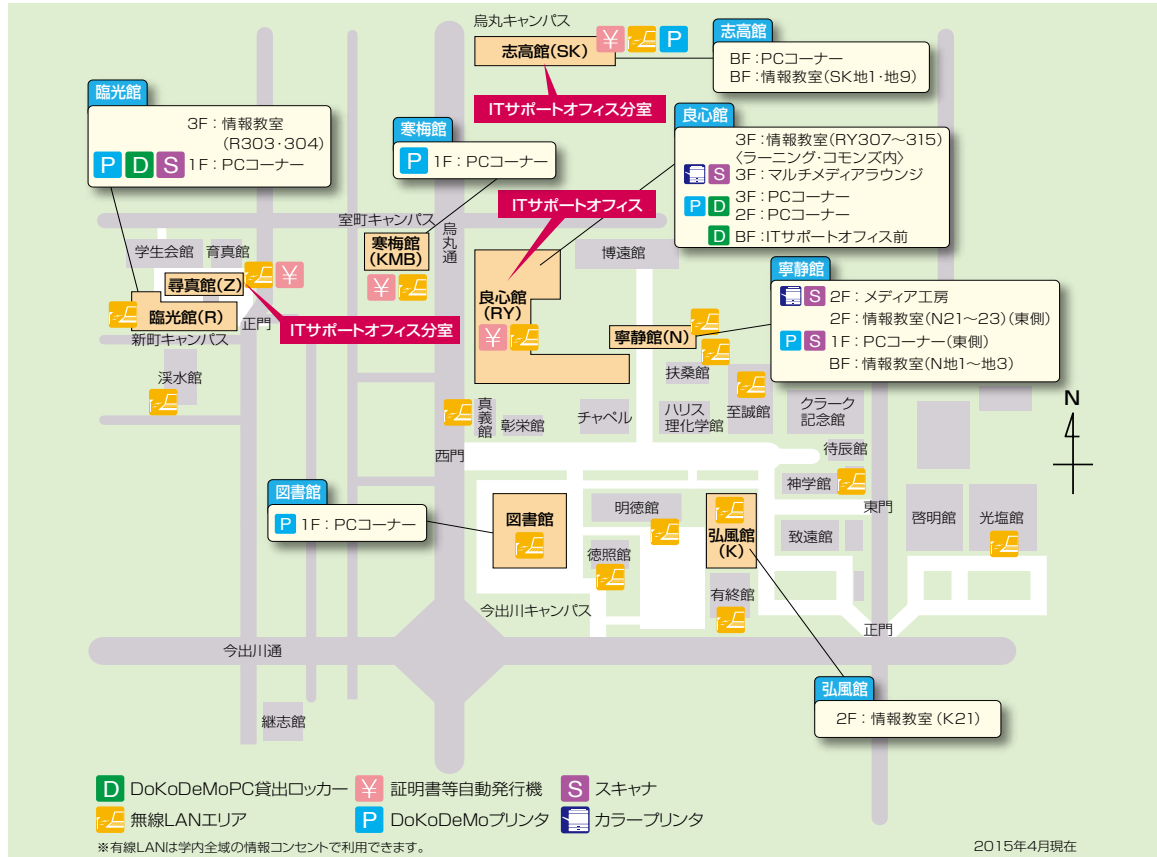 烏丸キャンパス
志高館(SK)
¥
P
ITサポートオフィス分室
志高館
BF:PCコーナー
BF:情報教室(SK地1・地9)
臨光館
3F:情報教室
(R303・304)
P D S 1F:PCコーナー
寒梅館
P 1F:PCコーナー
良心館
3F:情報教室(RY307〜315)
〈ラーニング・コモンズ内〉
S 3F:マルチメディアラウンジ
P D 3F:PCコーナー
2F:PCコーナー
D BF:ITサポートオフィス前
ITサポートオフィス
室町キャンパス
烏丸通
学生会館
育真館
寒梅館
(KMB)
¥
博遠館
尋真館(Z)
¥
臨光館(R)
正門
ITサポートオフィス分室
新町キャンパス
良心館
(RY)
¥
寧静館(N)
寧静館
S 2F:メディア工房
2F:情報教室(N21〜23)(東側)
P S 1F:PCコーナー(東側)
BF:情報教室(N地1〜地3)
渓水館
扶桑館
至誠館
真義館
彰栄館
チャペル
ハリス
理化学館
クラーク
記念館
N
西門
待辰館
神学館
東門
図書館
P 1F:PCコーナー
図書館
明徳館
弘風館
(K)
致遠館
啓明館
光塩館
徳照館
有終館
今出川キャンパス
正門
今出川通
弘風館
2F:情報教室(K21)
継志館
D DoKoDeMoPC貸出ロッカー
¥ 証明書等自動発行機
S スキャナ
無線LANエリア
P DoKoDeMoプリンタ
カラープリンタ
※有線LANは学内全域の情報コンセントで利用できます。
2015年4月現在